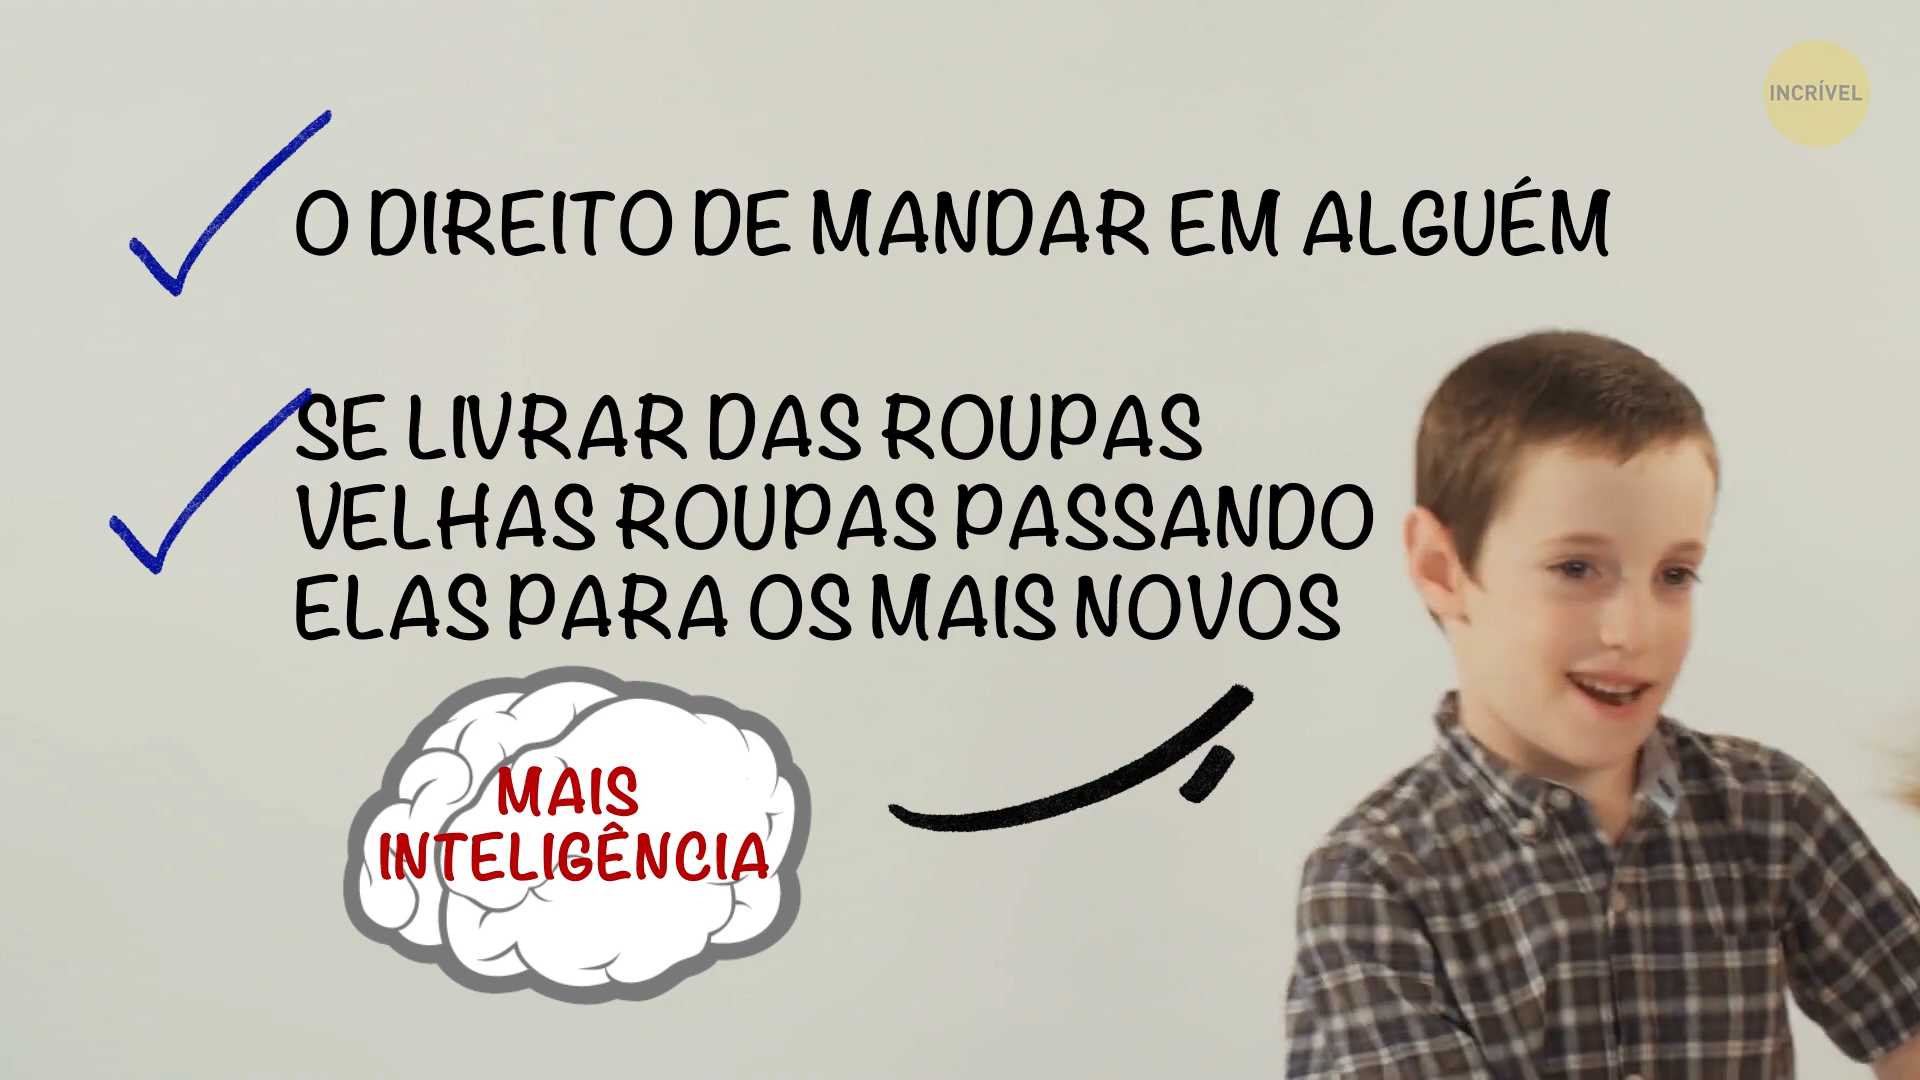 INCRÍVEL
O DIREITO DE MANDAR EM ALGUÉM
SE LIVRAR DAS ROUPAS
VELHAS ROUPAS PASSANDO
ELAS PARA OS MAIS NOVOS
MAIS
INTELIGÊNCIA